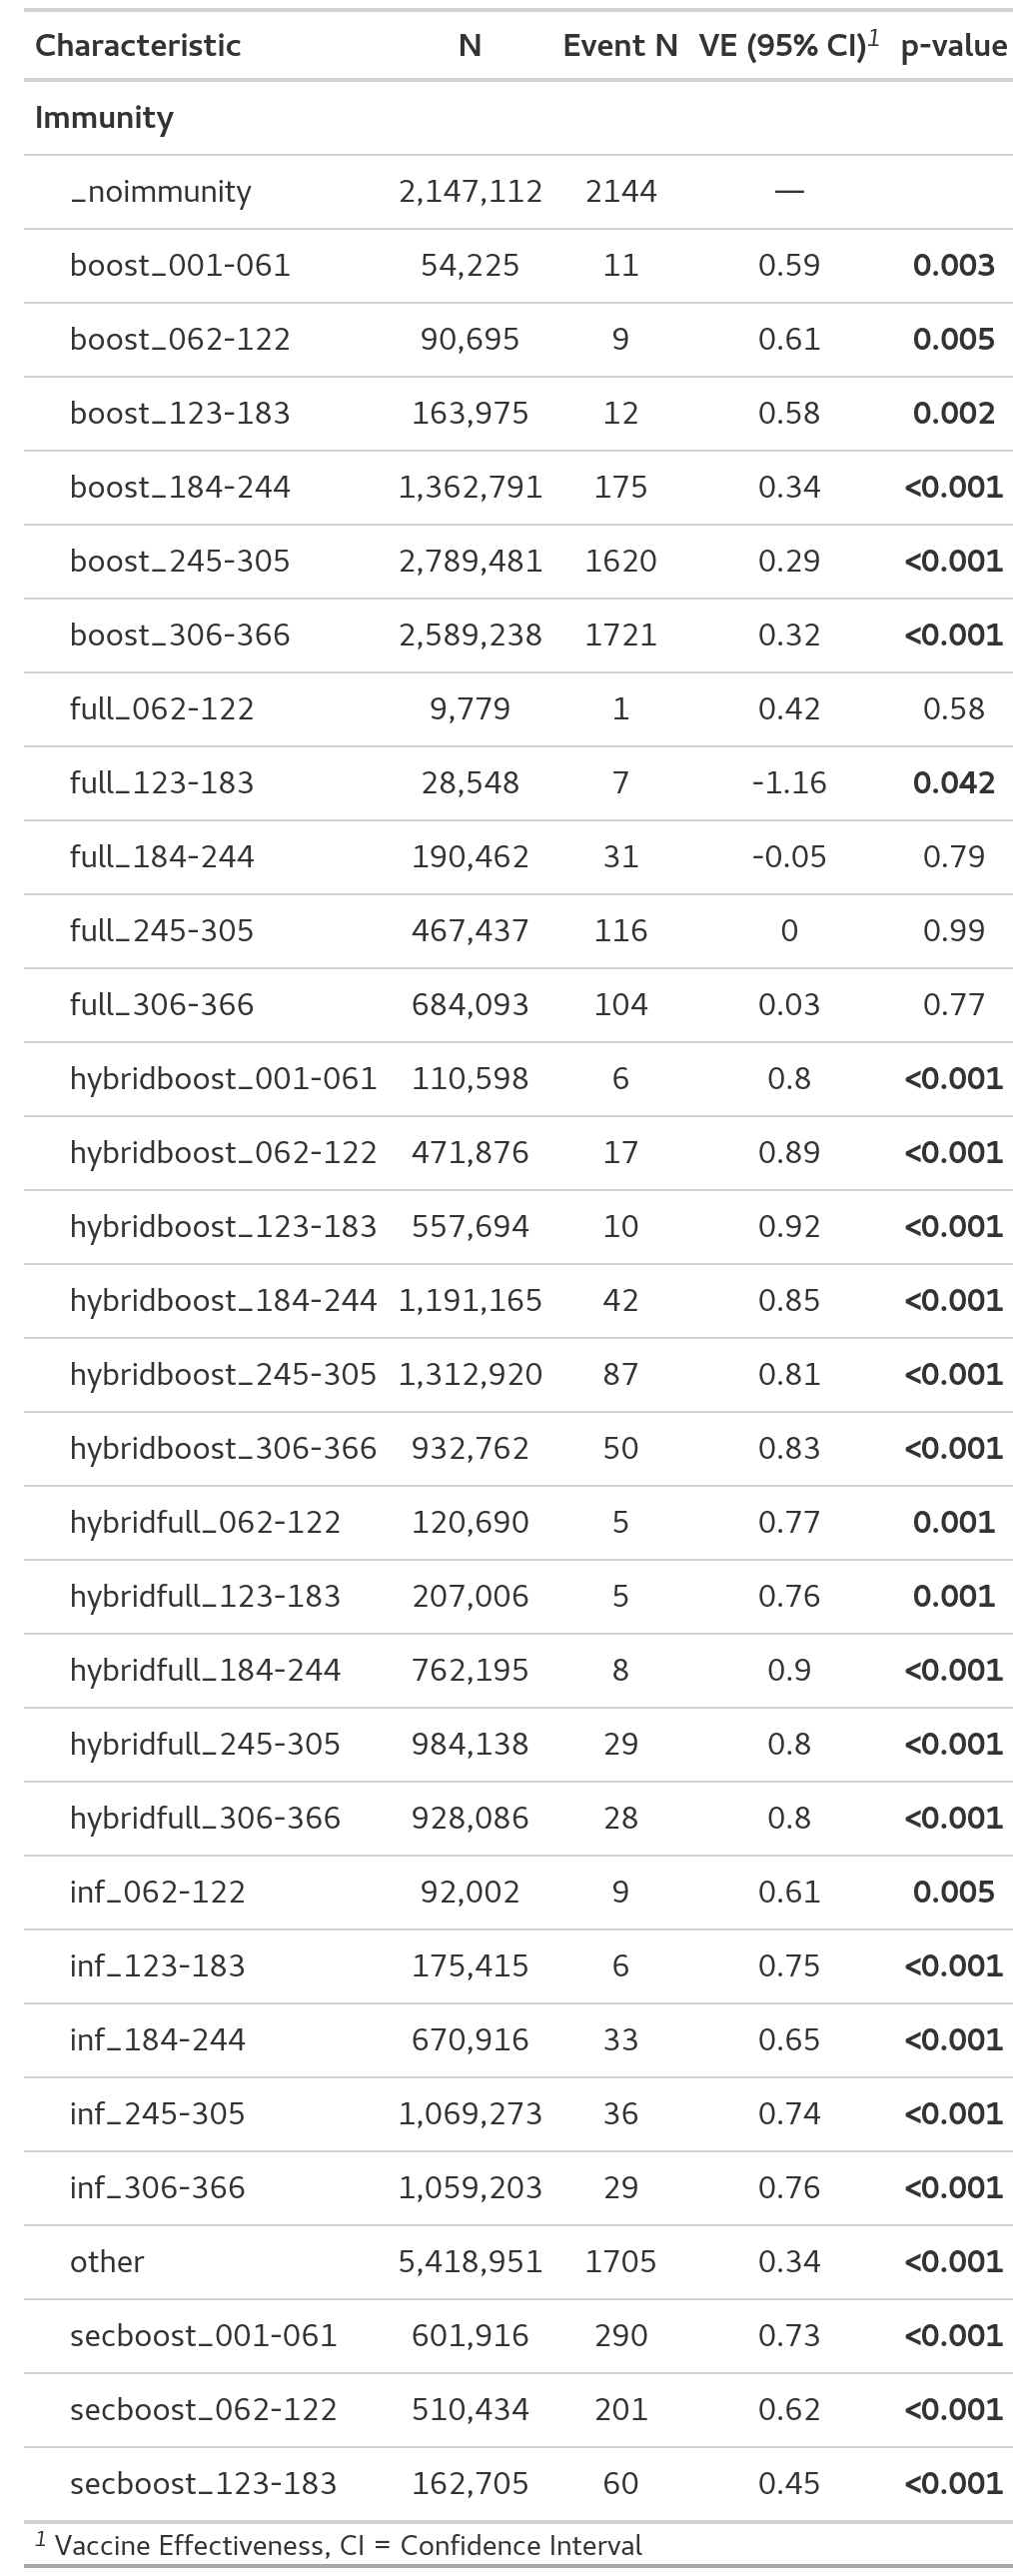 Characteristic N Event N VE (95% CI)1 p-value
Immunity
_noimmunity 2,147,112 2144 —
boost_001-061 54,225 11 0.59 0.003
boost_062-122 90,695 9 0.61 0.005
boost_123-183 163,975 12 0.58 0.002
boost_184-244 1,362,791 175 0.34 <0.001
boost_245-305 2,789,481 1620 0.29 <0.001
boost_306-366 2,589,238 1721 0.32 <0.001
full_062-122 9,779 1 0.42 0.58
full_123-183 28,548 7 -1.16 0.042
full_184-244 190,462 31 -0.05 0.79
full_245-305 467,437 116 0 0.99
full_306-366 684,093 104 0.03 0.77
hybridboost_001-061 110,598 6 0.8 <0.001
hybridboost_062-122 471,876 17 0.89 <0.001
hybridboost_123-183 557,694 10 0.92 <0.001
hybridboost_184-244 1,191,165 42 0.85 <0.001
hybridboost_245-305 1,312,920 87 0.81 <0.001
hybridboost_306-366 932,762 50 0.83 <0.001
hybridfull_062-122 120,690 5 0.77 0.001
hybridfull_123-183 207,006 5 0.76 0.001
hybridfull_184-244 762,195 8 0.9 <0.001
hybridfull_245-305 984,138 29 0.8 <0.001
hybridfull_306-366 928,086 28 0.8 <0.001
inf_062-122 92,002 9 0.61 0.005
inf_123-183 175,415 6 0.75 <0.001
inf_184-244 670,916 33 0.65 <0.001
inf_245-305 1,069,273 36 0.74 <0.001
inf_306-366 1,059,203 29 0.76 <0.001
other 5,418,951 1705 0.34 <0.001
secboost_001-061 601,916 290 0.73 <0.001
secboost_062-122 510,434 201 0.62 <0.001
secboost_123-183 162,705 60 0.45 <0.001
1 Vaccine Effectiveness, CI = Confidence Interval